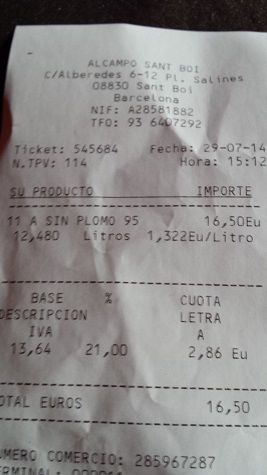 ALCAMPO SANT BOI
C/Alberedes 6-12 Pl. Salines
08830 Sant Boi
Barcelona
NIF: A28581882
TFO: 93 6407292
Ticket: 545684 Fecha: 29-07-14
N.TPV: 114 Hora: 15:12
SU PRODUCTO IMPORTE
11 A SIN PLOMO 95 16,50Eu
12,480 Litros 1,322Eu/Litro
BASE % CUOTA
DESCRIPCION LETRA
IVA A
13,64 21,00 2,86 Eu
OTAL EUROS 16,50
UMERO COMERCIO: 285967287